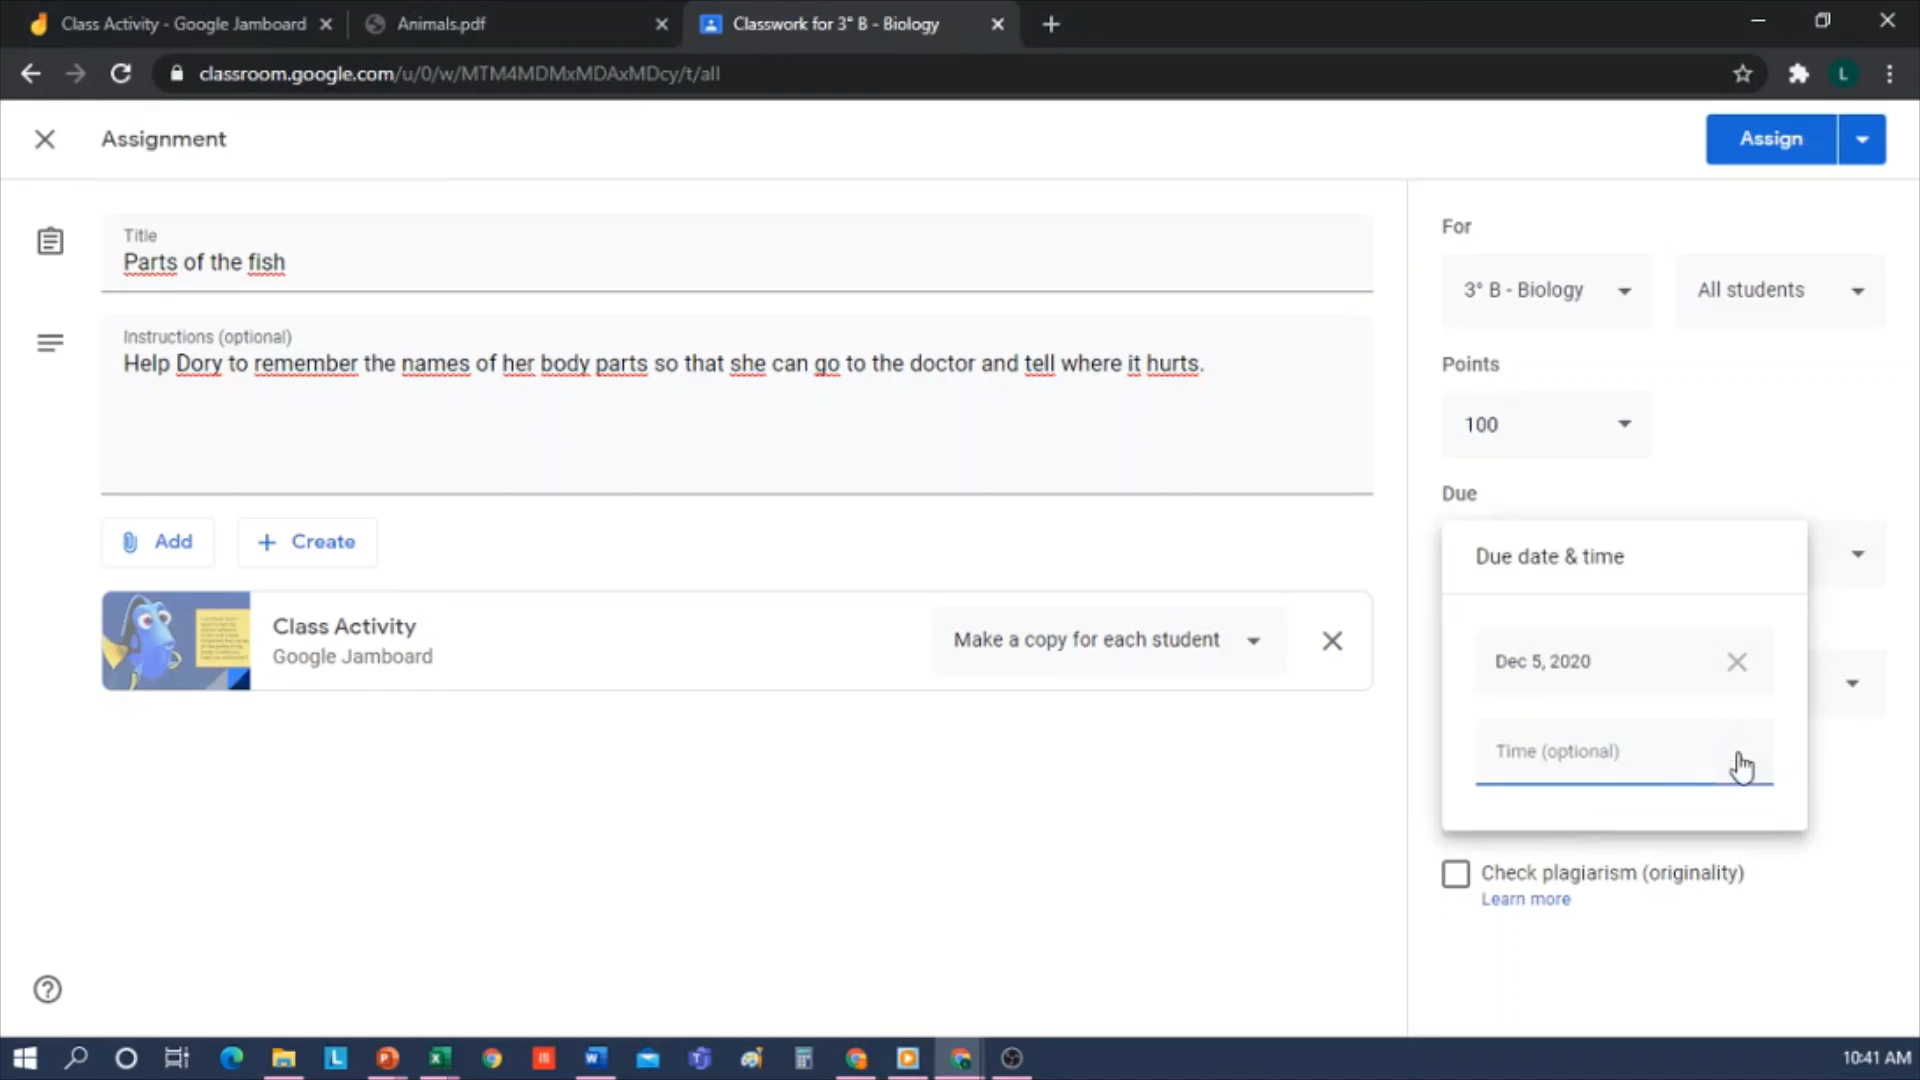 Class Activity - Google Jamboard
Animals.pdf
Classwork for 3° B - Biology
classroom.google.com/u/0/w/MTM4MDMxMDAxMDcy/t/all
L
Assignment
Assign
Title
Parts of the fish
Instructions (optional)
Help Dory to remember the names of her body parts so that she can go to the doctor and tell where it hurts.
Add
Create
Class Activity
Google Jamboard
Make a copy for each student
For
3° B - Biology
All students
Points
100
Due
Due date & time
Dec 5, 2020
Time (optional)
Check plagiarism (originality)
Learn more
10:41 AM